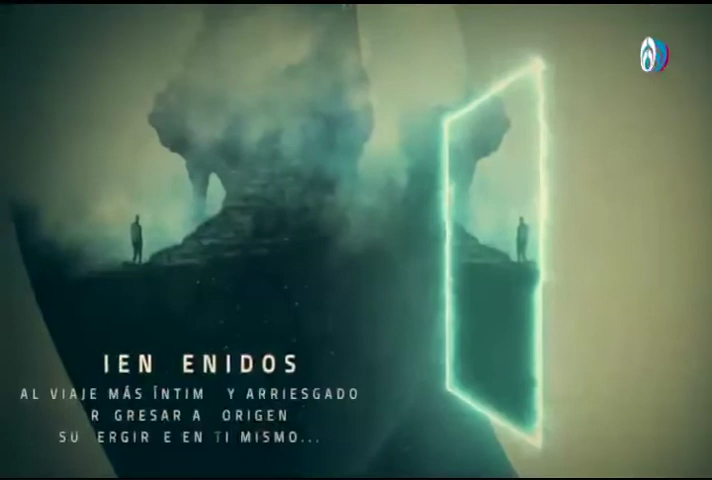 IEN ENIDOS
AL VIAJE MÁS ÍNTIM Y ARRIESGADO
R GRESAR A ORIGEN
SU ERGIR E EN TI MISMO...